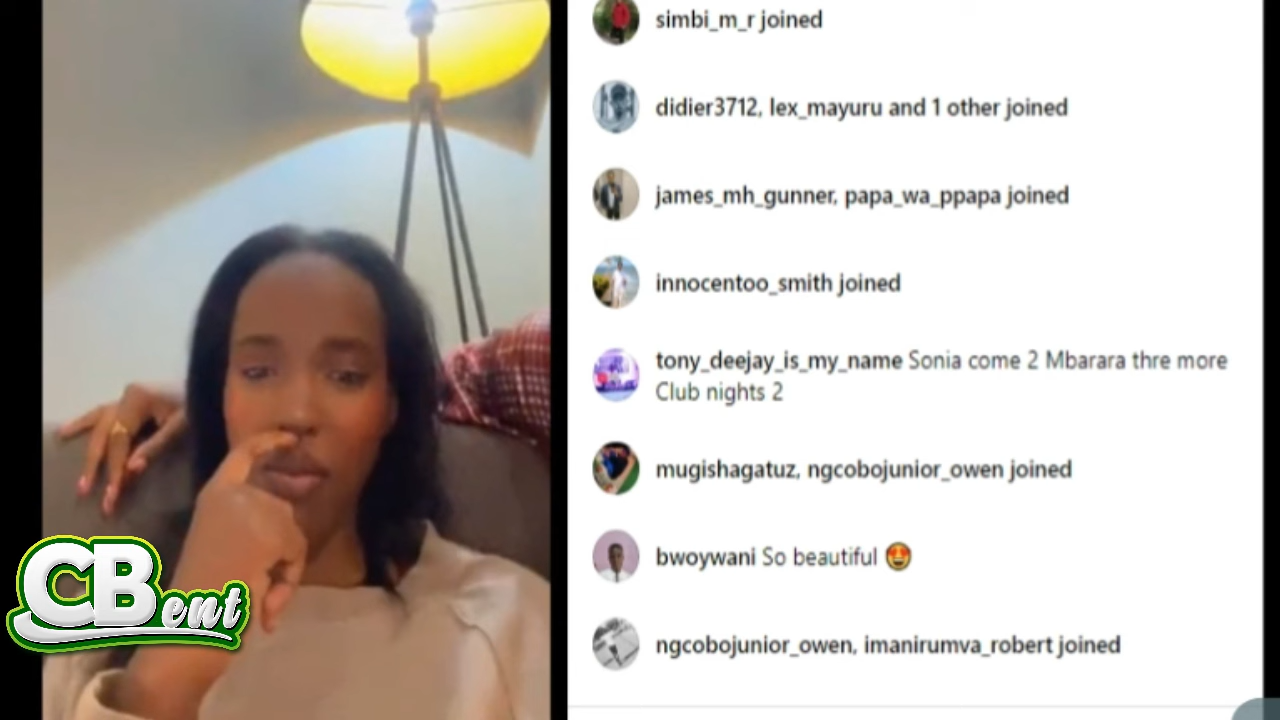 simbi_m_r joined
didier3712, lex_mayuru and 1 other joined
james_mh_gunner, papa_wa_ppapa joined
innocentoo_smith joined
tony_deejay_is_my_name Sonia come 2 Mbarara thre more
Club nights 2
mugishagatuz, ngcobojunior_owen joined
bwoywani So beautiful 🤩
ngcobojunior_owen, imanirumva_robert joined
CBent